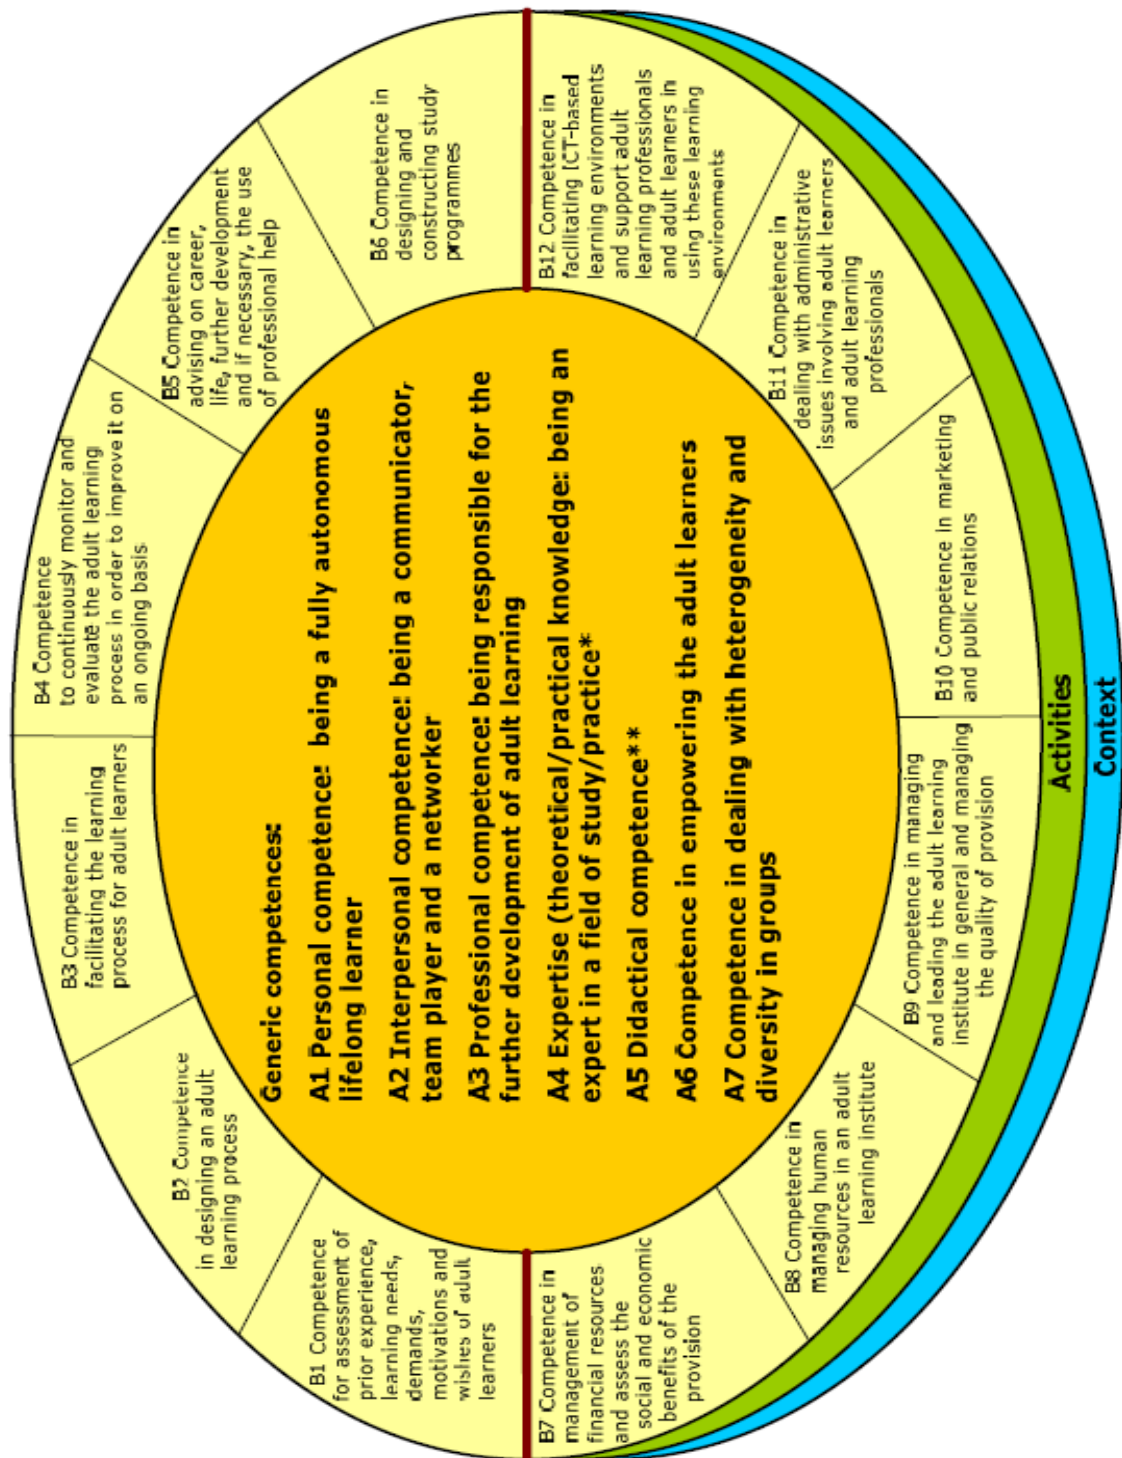 B1 Competence
for assessment of
prior experience,
learning needs,
demands,
motivations and
wishes of adult
learners
B2 Competence
in designing an adult
learning process
B3 Competence in
facilitating the learning
process for adult learners
B4 Competence
to continuously monitor and
evaluate the adult learning
process in order to improve it on
an ongoing basis
B5 Competence in
advising on career,
life, further development
and if necessary, the use
of professional help
B6 Competence in
designing and
constructing study
programmes
Generic competences:
A1 Personal competence: being a fully autonomous
lifelong learner
A2 Interpersonal competence: being a communicator,
team player and a networker
A3 Professional competence: being responsible for the
further development of adult learning
A4 Expertise (theoretical/practical knowledge: being an
expert in a field of study/practice*
A5 Didactical competence**
A6 Competence in empowering the adult learners
A7 Competence in dealing with heterogeneity and
diversity in groups
B7 Competence in
management of
financial resources
and assess the
social and economic
benefits of the
provision
B8 Competence in
managing human
resources in an adult
learning institute
B9 Competence in managing
and leading the adult learning
institute in general and managing
the quality of provision
B10 Competence in marketing
and public relations
B11 Competence in
dealing with administrative
issues involving adult learners
and adult learning
professionals
B12 Competence in
facilitating ICT-based
learning environments
and support adult
learning professionals
and adult learners in
using these learning
environments
Activities
Context